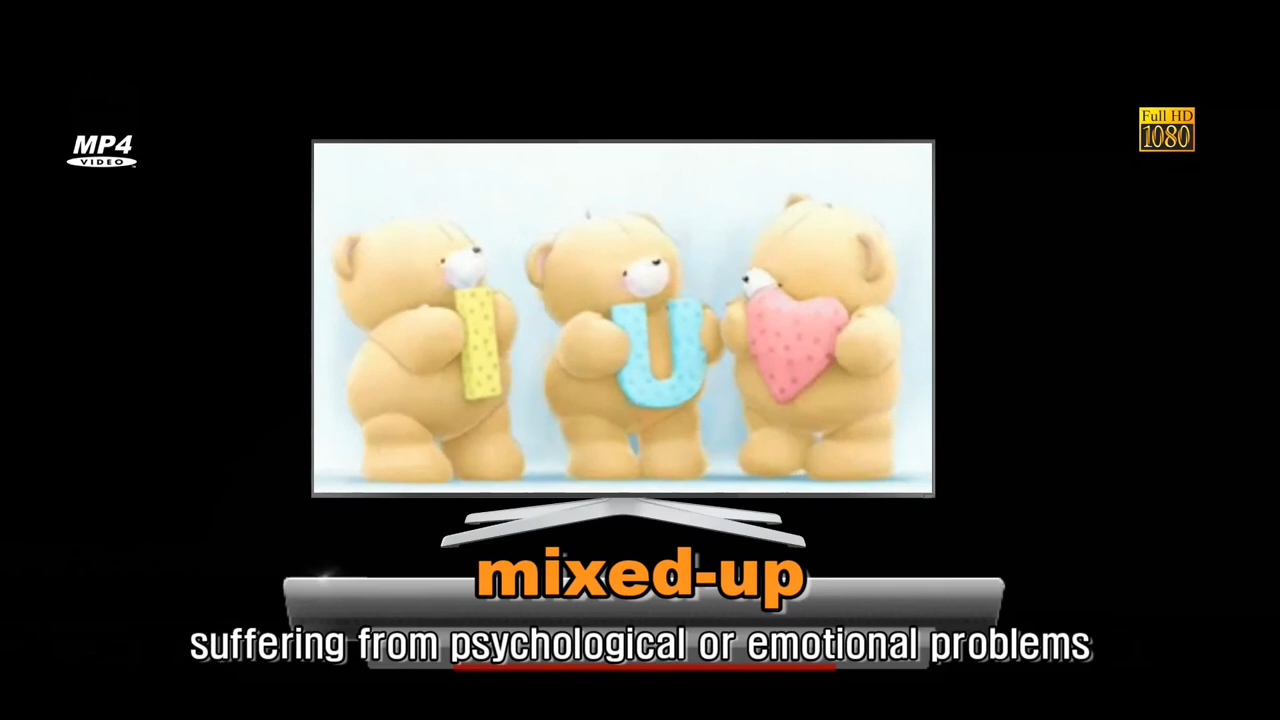 MP4
VIDEO
Full HD
1080
I U
mixed-up
suffering from psychological or emotional problems